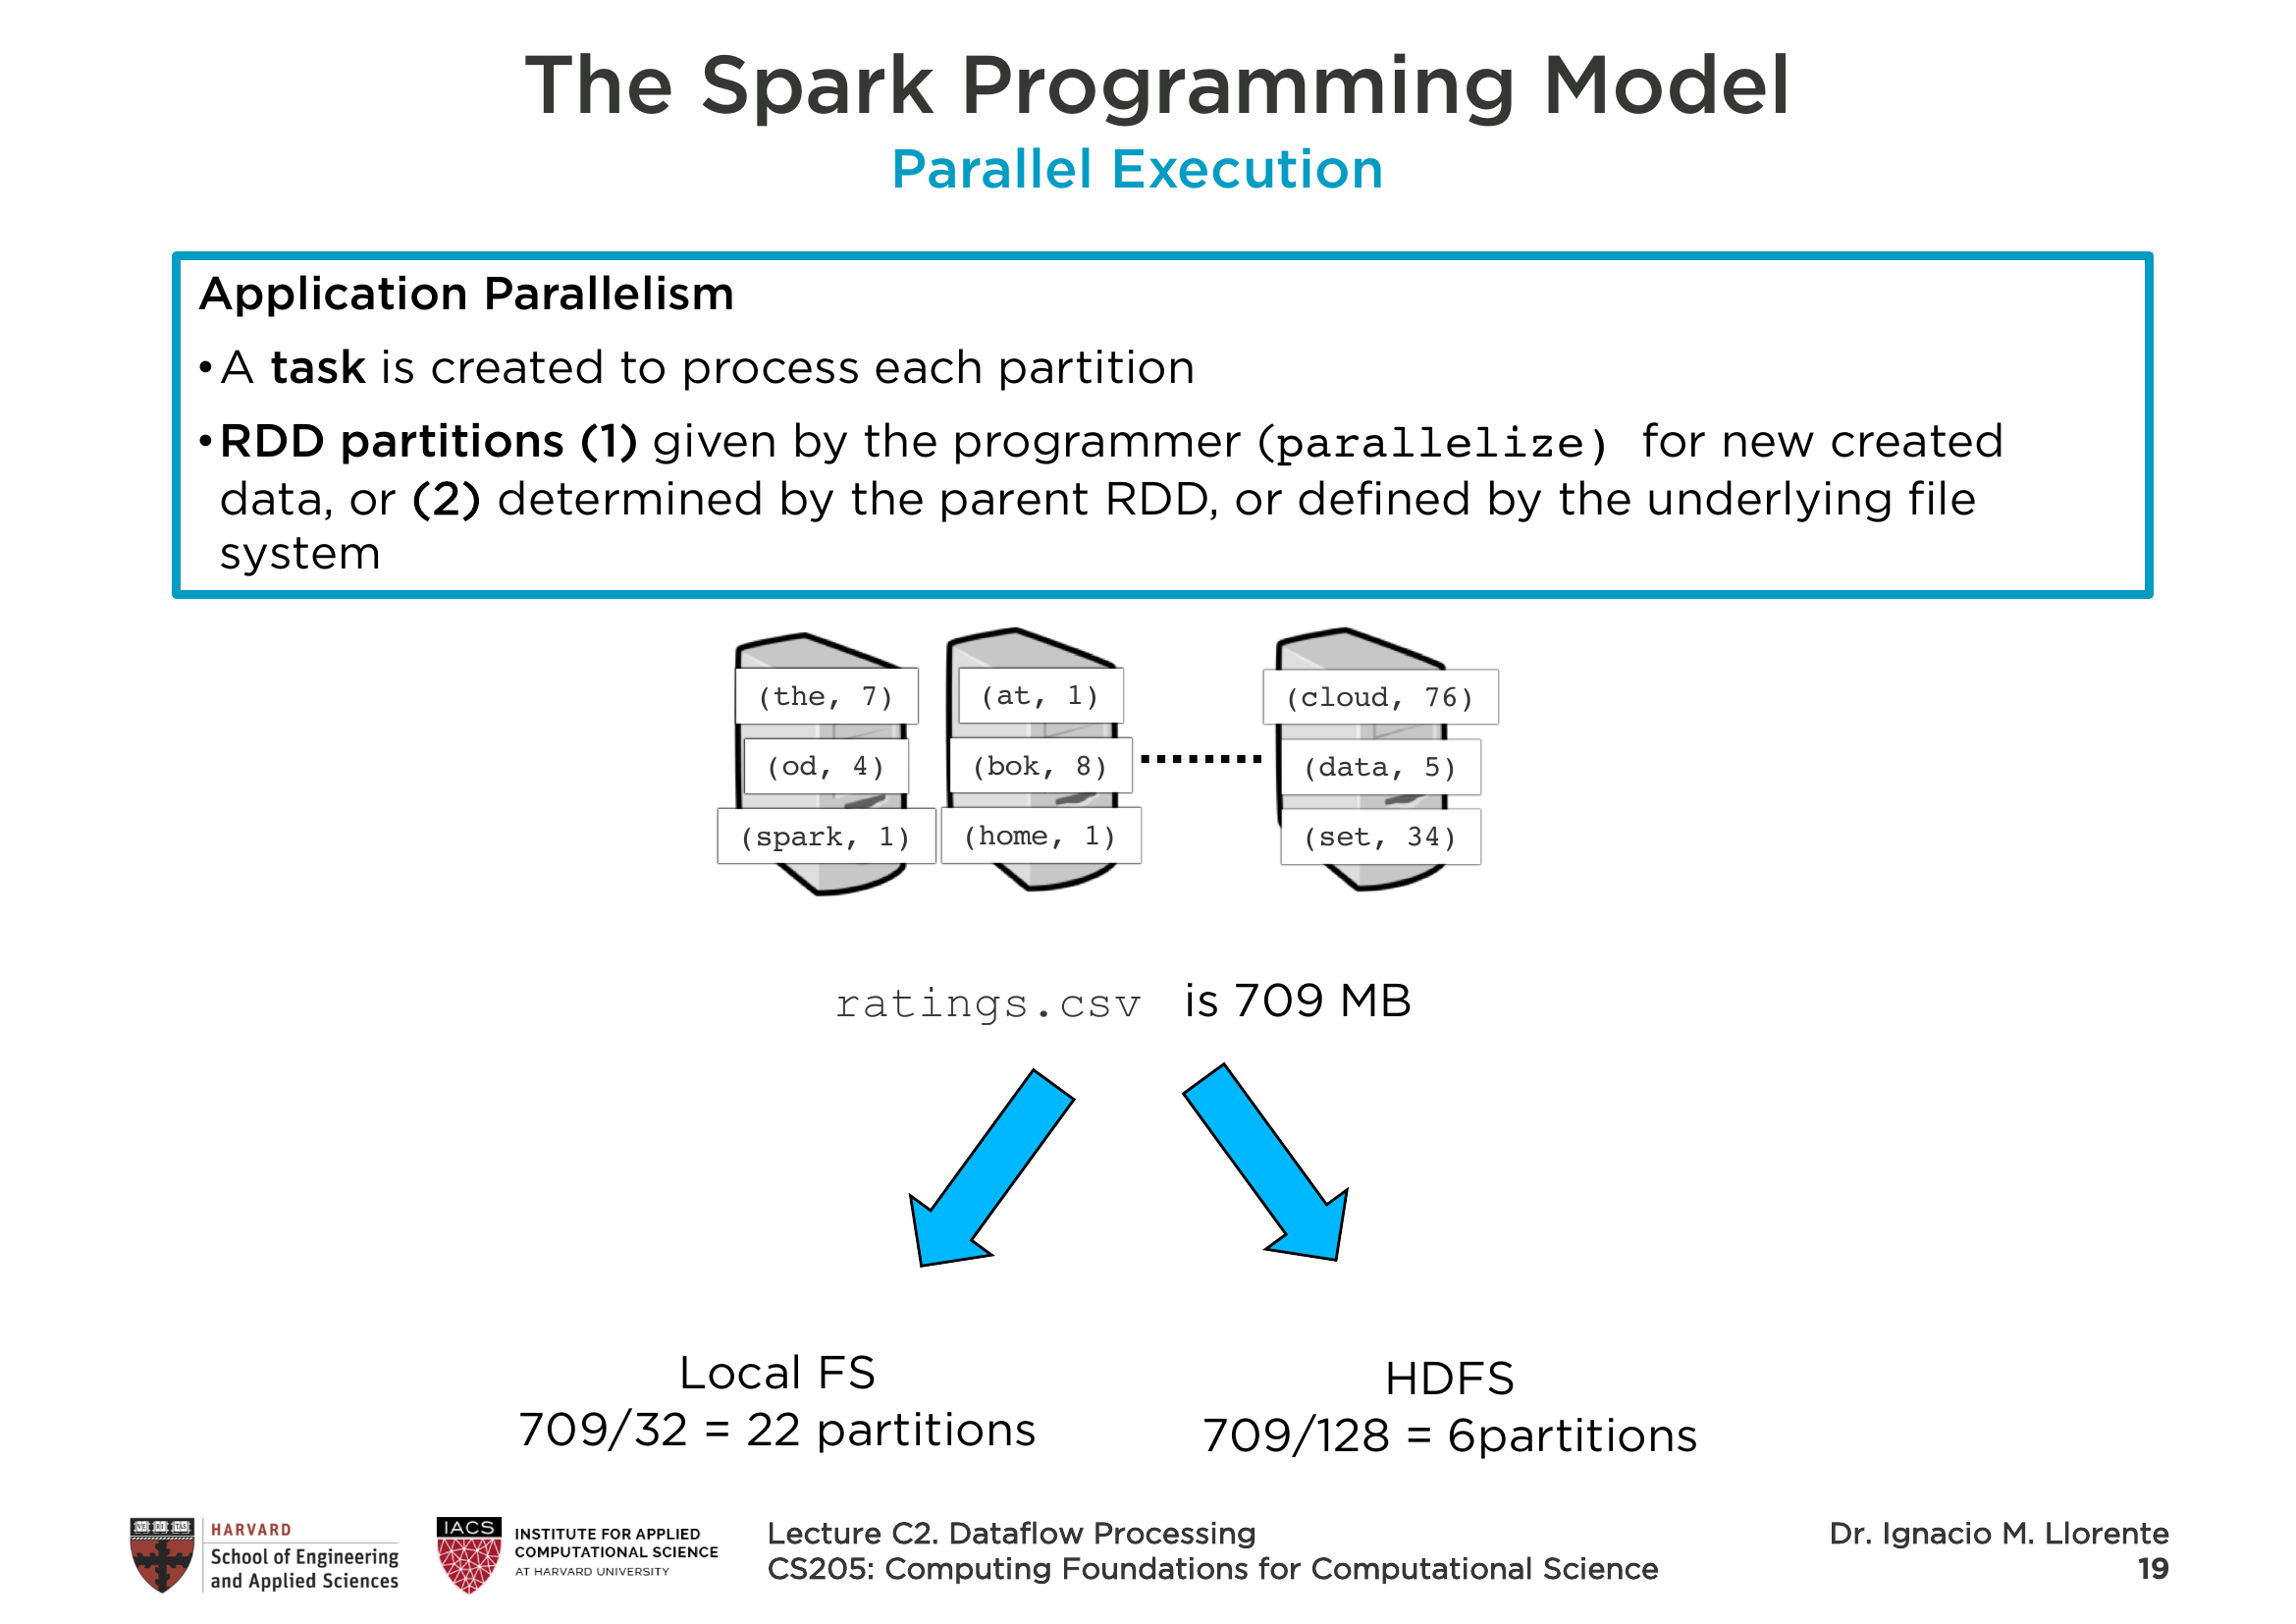 The Spark Programming Model
Parallel Execution
Application Parallelism
•A task is created to process each partition
•RDD partitions (1) given by the programmer (parallelize) for new created
data, or (2) determined by the parent RDD, or defined by the underlying file
system
(the, 7)
(od, 4)
(spark, 1)
(at, 1)
(bok, 8)
(home, 1)
(cloud, 76)
(data, 5)
(set, 34)
ratings.csv is 709 MB
Local FS
709/32 = 22 partitions
HDFS
709/128 = 6partitions
VE RI TAS
HARVARD
School of Engineering
and Applied Sciences
IACS
INSTITUTE FOR APPLIED
COMPUTATIONAL SCIENCE
AT HARVARD UNIVERSITY
Lecture C2. Dataflow Processing
CS205: Computing Foundations for Computational Science
Dr. Ignacio M. Llorente
19